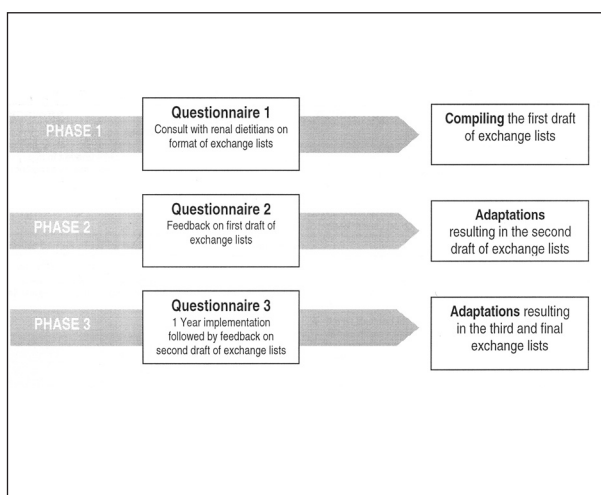 PHASE 1
Questionnaire 1
Consult with renal dietitians on
format of exchange lists
Compiling the first draft
of exchange lists
PHASE 2
Questionnaire 2
Feedback on first draft of
exchange lists
Adaptations
resulting in the second
draft of exchange lists
PHASE 3
Questionnaire 3
1 Year implementation
followed by feedback on
second draft of exchange lists
Adaptations resulting
in the third and final
exchange lists